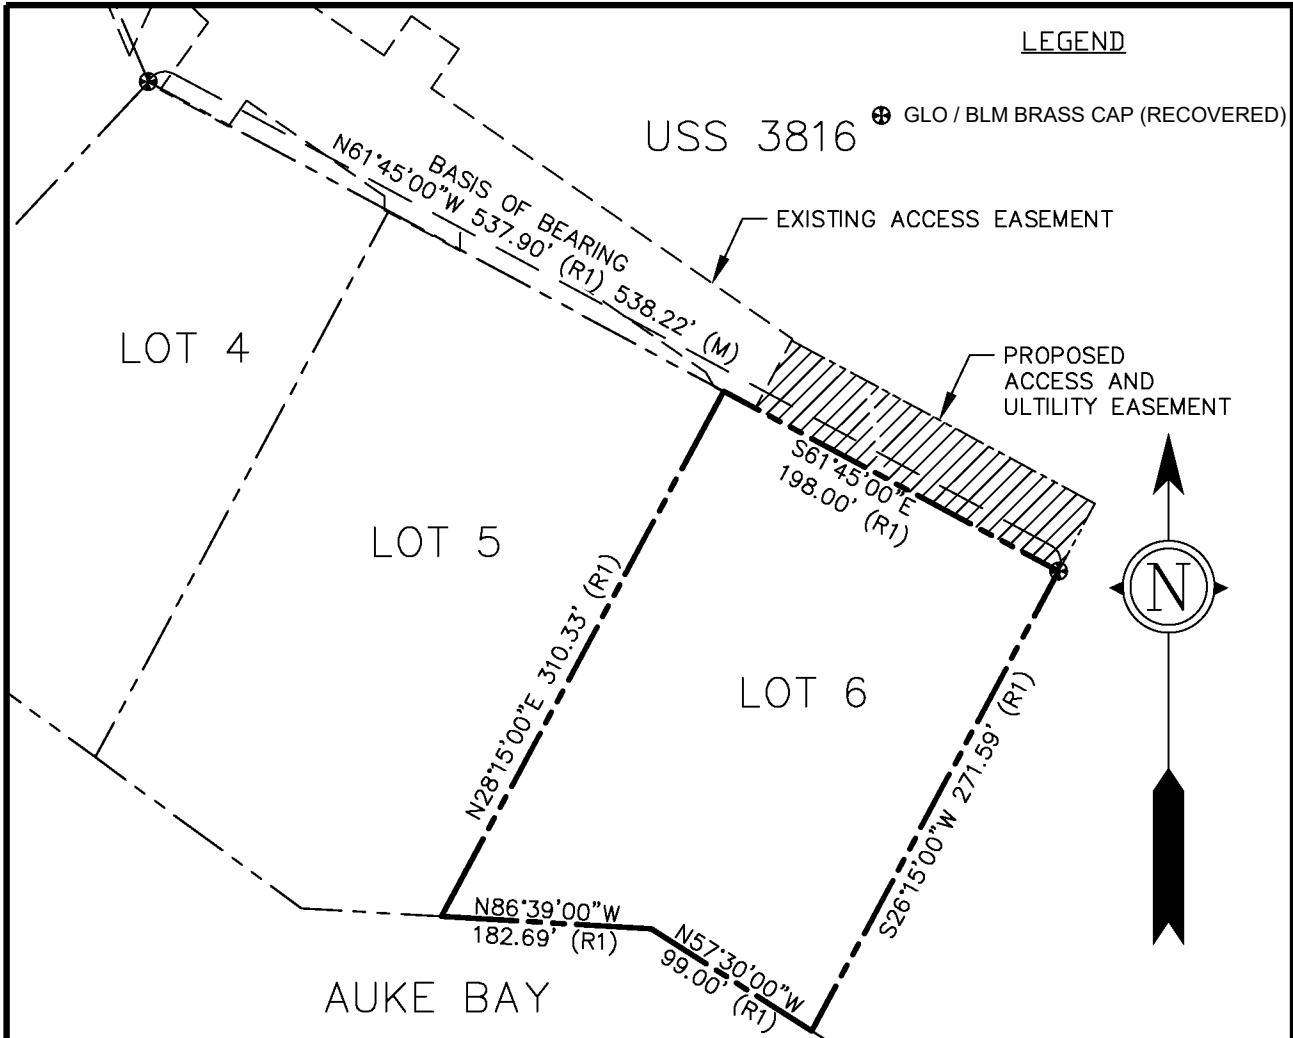 LEGEND
GLO / BLM BRASS CAP (RECOVERED)
USS 3816
BASIS OF BEARING
N61°45'00"W 537.90' (R1) 538.22' (M)
EXISTING ACCESS EASEMENT
LOT 4
PROPOSED
ACCESS AND
ULTILITY EASEMENT
S61°45'00"E
198.00' (R1)
LOT 5
N
N28°15'00"E 310.33' (R1)
LOT 6
S26°15'00"W 271.59' (R1)
N86°39'00"W
182.69' (R1)
N57°30'00"W
99.00' (R1)
AUKE BAY